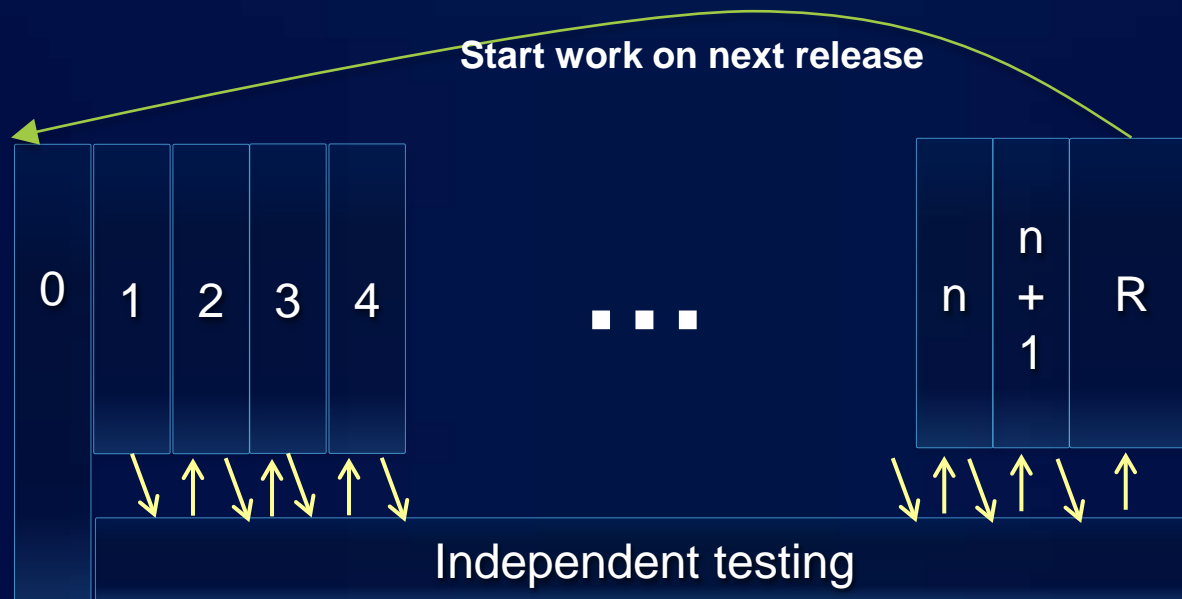 Start work on next release
0
1
2
3
4
...
n
n
+
1
R
Independent testing